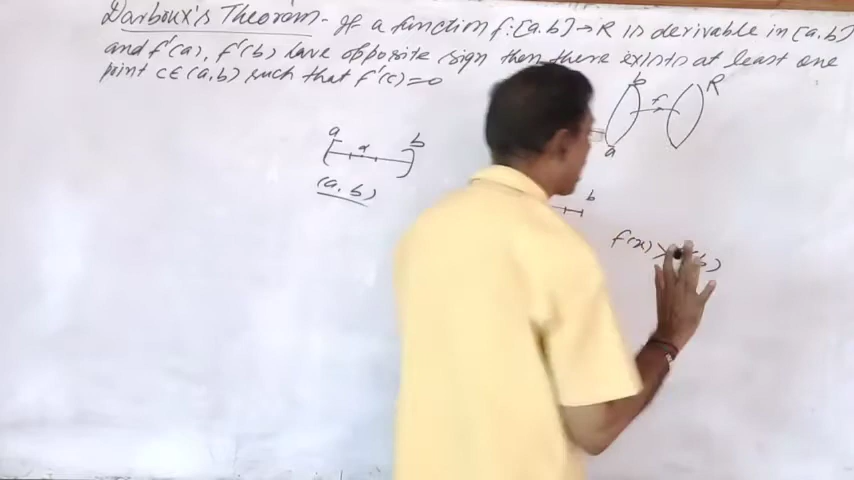 Darboux's Theorem - If a function f:[a.b]→R is derivable in [a,b]
and f'(a), f'(b) have opposite sign then there exists at least one
point c∈(a,b) such that f'(c)=0
b
f
R
a
a
b
α
(a, b)
b
f(x) > (b)